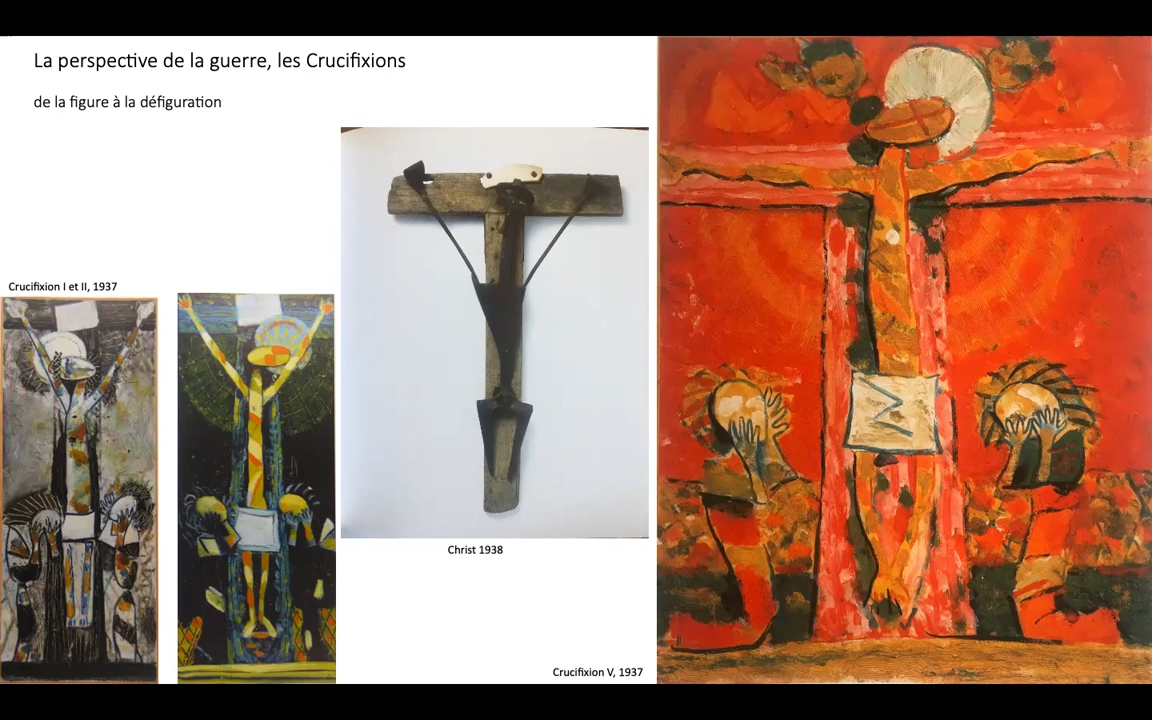 La perspective de la guerre, les Crucifixions
de la figure à la défiguration
Crucifixion I et II, 1937
Christ 1938
Crucifixion V, 1937